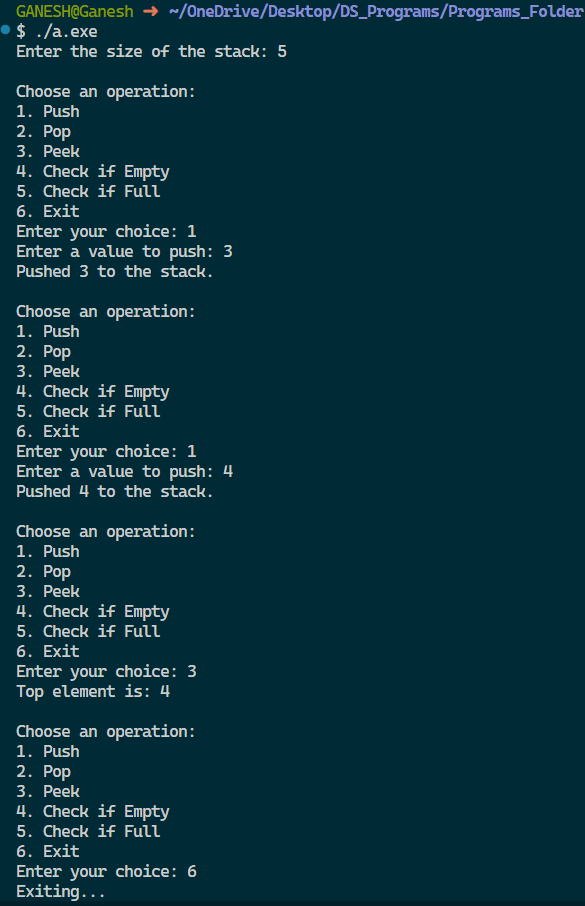 GANESH@Ganesh ➜ ~/OneDrive/Desktop/DS_Programs/Programs_Folder
$ ./a.exe
Enter the size of the stack: 5

Choose an operation:
1. Push
2. Pop
3. Peek
4. Check if Empty
5. Check if Full
6. Exit
Enter your choice: 1
Enter a value to push: 3
Pushed 3 to the stack.

Choose an operation:
1. Push
2. Pop
3. Peek
4. Check if Empty
5. Check if Full
6. Exit
Enter your choice: 1
Enter a value to push: 4
Pushed 4 to the stack.

Choose an operation:
1. Push
2. Pop
3. Peek
4. Check if Empty
5. Check if Full
6. Exit
Enter your choice: 3
Top element is: 4

Choose an operation:
1. Push
2. Pop
3. Peek
4. Check if Empty
5. Check if Full
6. Exit
Enter your choice: 6
Exiting...